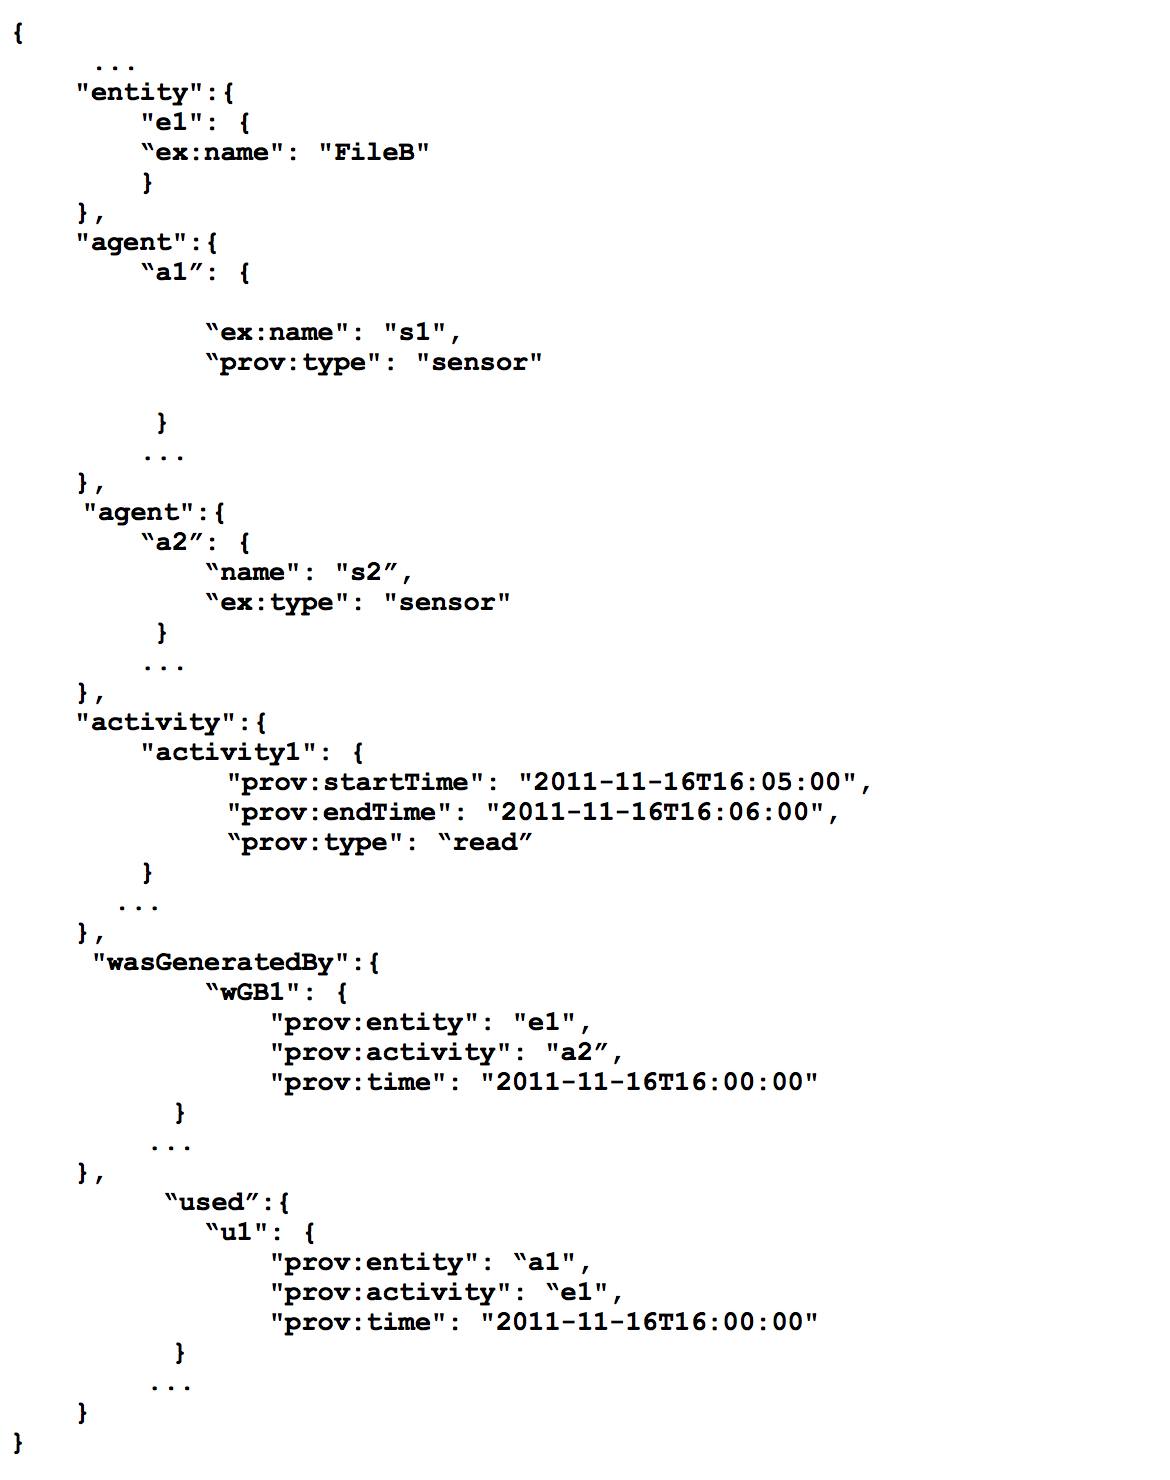 {
...
"entity":{
"e1": {
“ex:name": "FileB"
}
},
"agent":{
“a1”: {
“ex:name": "s1",
“prov:type": "sensor"
}
...
},
"agent":{
“a2”: {
“name": "s2”,
“ex:type": "sensor"
}
...
},
"activity":{
"activity1": {
"prov:startTime": "2011-11-16T16:05:00",
"prov:endTime": "2011-11-16T16:06:00",
“prov:type": “read”
}
...
},
"wasGeneratedBy":{
“wGB1": {
"prov:entity": "e1",
"prov:activity": "a2”,
"prov:time": "2011-11-16T16:00:00"
}
...
},
“used”:{
“u1": {
"prov:entity": “a1",
"prov:activity": “e1",
"prov:time": "2011-11-16T16:00:00"
}
...
}
}